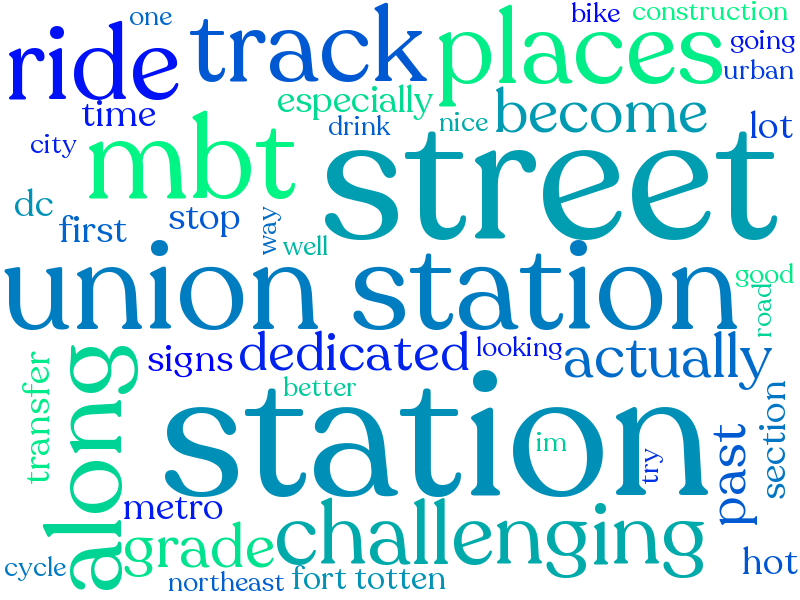 one
bike
construction
ride
track
places
going
urban
especially
time
drink
nice
become
lot
city
mbt
street
dc
first
stop
way
well
union station
good
road
signs
dedicated
looking
actually
transfer
along
better
station
im
try
past
section
metro
grade
challenging
hot
cycle
northeast
fort totten